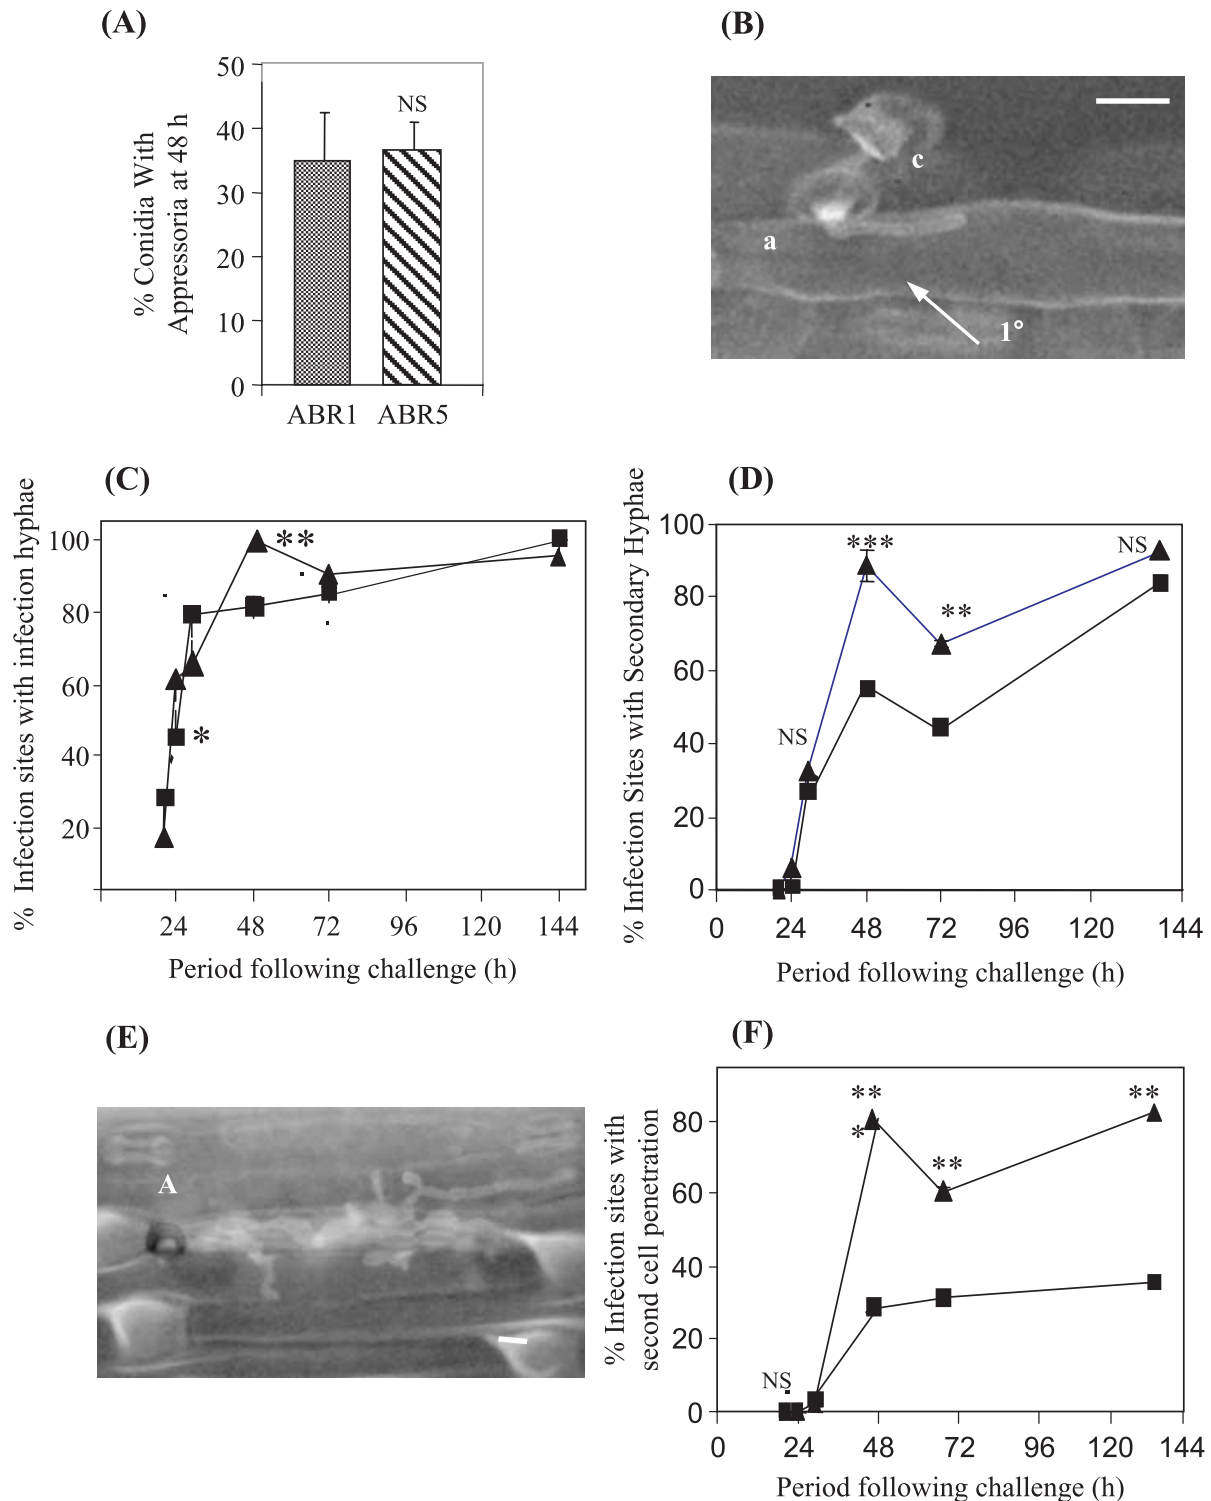 (A)
% Conidia With
Appressoria at 48 h
50
40
30
20
10
0
NS
ABR1 ABR5
(B)
c
a
1°
(C)
% Infection sites with infection hyphae
100
80
60
40
20
**
*
24 48 72 96 120 144
Period following challenge (h)
(D)
% Infection Sites with Secondary Hyphae
100
80
60
40
20
0
***
**
NS
NS
0 24 48 72 96 120 144
Period following challenge (h)
(E)
A
(F)
% Infection sites with
second cell penetration
80
60
40
20
0
**
*
**
**
NS
0 24 48 72 96 120 144
Period following challenge (h)